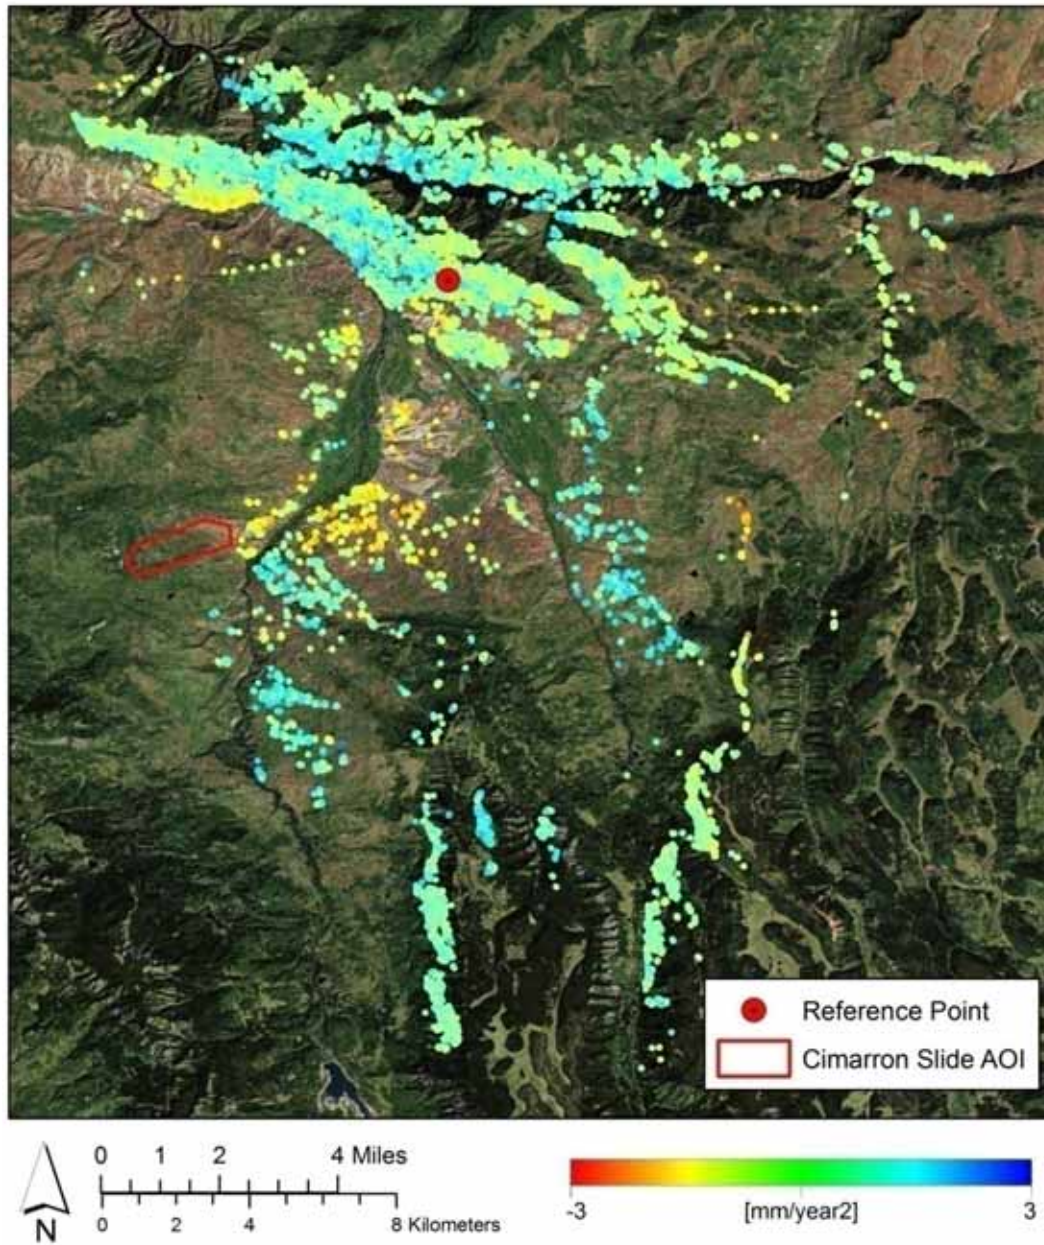 Reference Point
Cimarron Slide AOI
0 1 2 4 Miles
0 2 4 8 Kilometers
N
-3 [mm/year2] 3